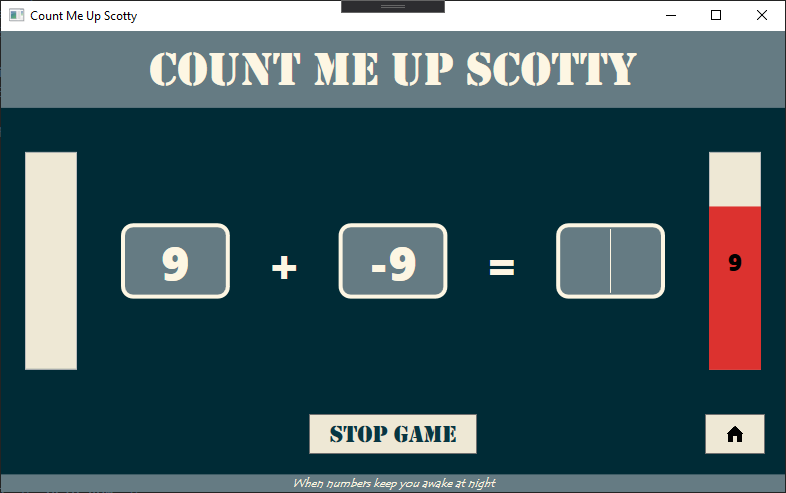 Count Me Up Scotty
COUNT ME UP SCOTTY
9 + -9 =
9
STOP GAME
When numbers keep you awake at night